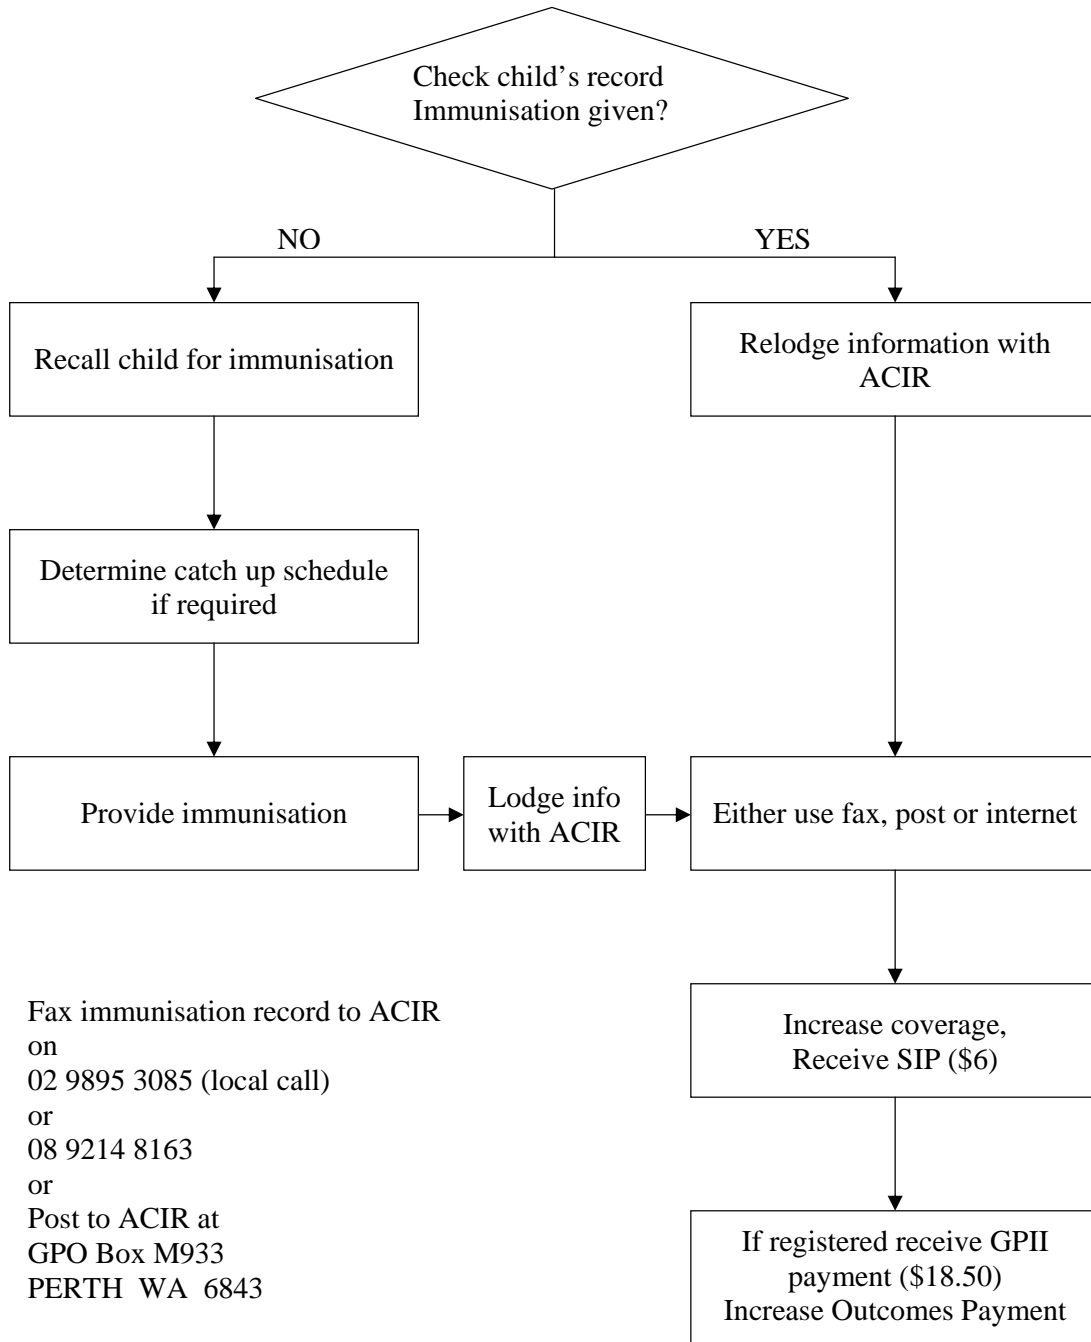 Check child’s record
Immunisation given?
NO
YES
Recall child for immunisation
Relodge information with
ACIR
Determine catch up schedule
if required
Provide immunisation
Lodge info
with ACIR
Either use fax, post or internet
Increase coverage,
Receive SIP ($6)
If registered receive GPII
payment ($18.50)
Increase Outcomes Payment
Fax immunisation record to ACIR
on
02 9895 3085 (local call)
or
08 9214 8163
or
Post to ACIR at
GPO Box M933
PERTH  WA  6843